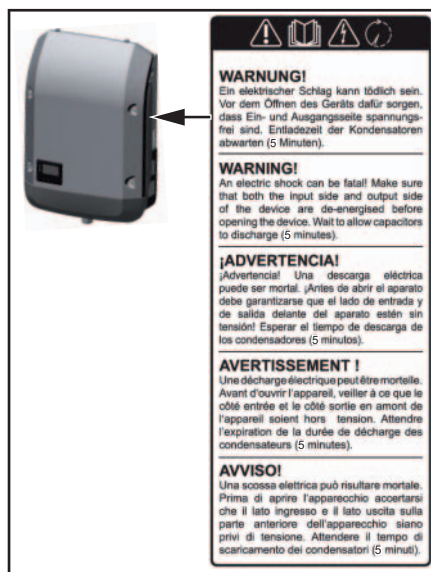 WARNUNG!
Ein elektrischer Schlag kann tödlich sein.
Vor dem Öffnen des Geräts dafür sorgen,
dass Ein- und Ausgangsseite spannungs-
frei sind. Entladezeit der Kondensatoren
abwarten (5 Minuten).
WARNING!
An electric shock can be fatal! Make sure
that both the input side and output side
of the device are de-energised before
opening the device. Wait to allow capacitors
to discharge (5 minutes).
¡ADVERTENCIA!
¡Advertencia! Una descarga eléctrica
puede ser mortal. ¡Antes de abrir el aparato
debe garantizarse que el lado de entrada y
de salida delante del aparato estén sin
tensión! Esperar el tiempo de descarga de
los condensadores (5 minutos).
AVERTISSEMENT !
Une décharge électrique peut être mortelle.
Avant d'ouvrir l'appareil, veiller à ce que le
côté entrée et le côté sortie en amont de
l'appareil soient hors tension. Attendre
l'expiration de la durée de décharge des
condensateurs (5 minutes).
AVVISO!
Una scossa elettrica può risultare mortale.
Prima di aprire l'apparecchio accertarsi
che il lato ingresso e il lato uscita sulla
parte anteriore dell'apparecchio siano
privi di tensione. Attendere il tempo di
scaricamento dei condensatori (5 minuti).